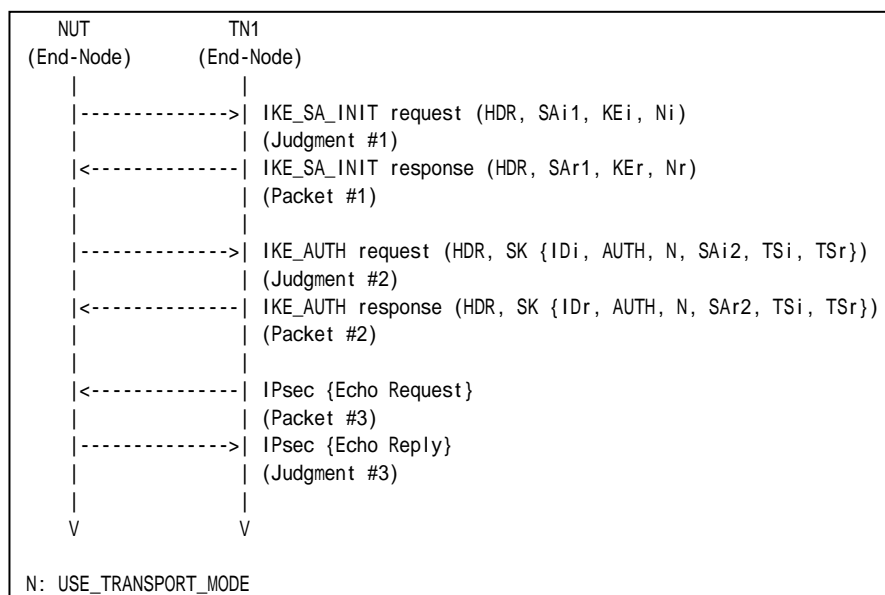 NUT TN1
(End-Node) (End-Node)
| |
|-------------->| IKE_SA_INIT request (HDR, SAi1, KEi, Ni)
| | (Judgment #1)
|<--------------| IKE_SA_INIT response (HDR, SAr1, KEr, Nr)
| | (Packet #1)
| |
|-------------->| IKE_AUTH request (HDR, SK {IDi, AUTH, N, SAi2, TSi, TSr})
| | (Judgment #2)
|<--------------| IKE_AUTH response (HDR, SK {IDr, AUTH, N, SAr2, TSi, TSr})
| | (Packet #2)
| |
|<--------------| IPsec {Echo Request}
| | (Packet #3)
|-------------->| IPsec {Echo Reply}
| | (Judgment #3)
| |
V V
N: USE_TRANSPORT_MODE